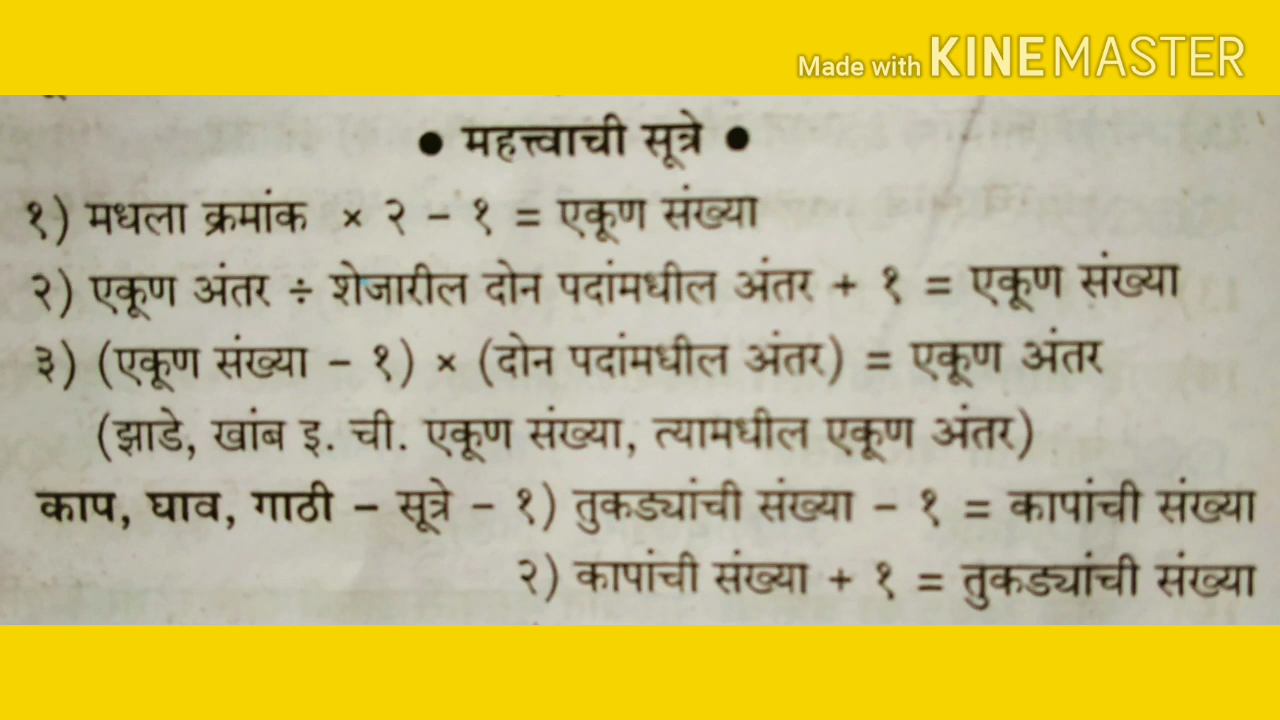 Made with KINEMASTER
● महत्त्वाची सूत्रे ●
१) मधला क्रमांक × २ – १ = एकूण संख्या
२) एकूण अंतर ÷ शेजारील दोन पदांमधील अंतर + १ = एकूण संख्या
३) (एकूण संख्या – १) × (दोन पदांमधील अंतर) = एकूण अंतर
(झाडे, खांब इ. ची. एकूण संख्या, त्यामधील एकूण अंतर)
काप, घाव, गाठी – सूत्रे – १) तुकड्यांची संख्या – १ = कापांची संख्या
२) कापांची संख्या + १ = तुकड्यांची संख्या